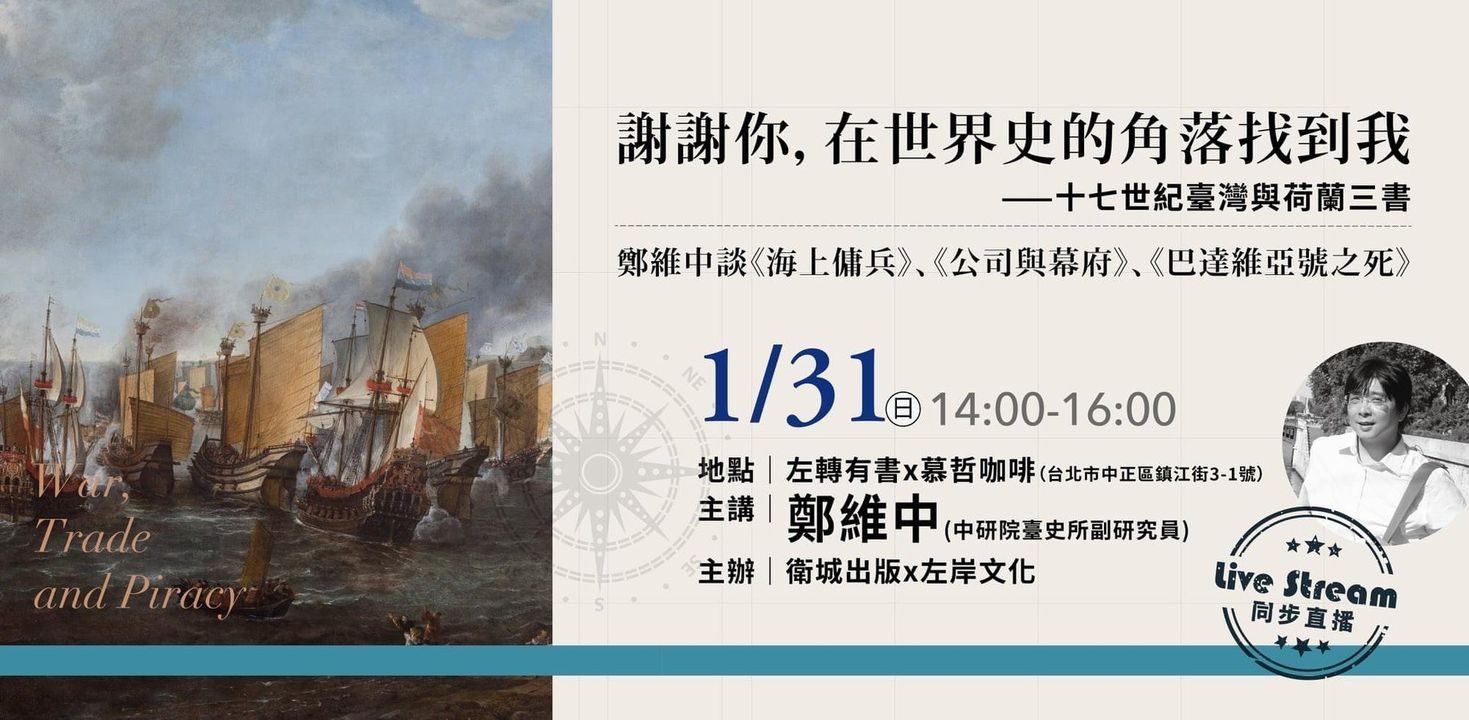 謝謝你，在世界史的角落找到我
——十七世紀臺灣與荷蘭三書
鄭維中談《海上傭兵》、《公司與幕府》、《巴達維亞號之死》
1/31 日 14:00-16:00
地點｜左轉有書x慕哲咖啡（台北市中正區鎮江街3-1號）
主講｜鄭維中(中研院臺史所副研究員)
主辦｜衛城出版x左岸文化
War,
Trade
and Piracy
N
NE
SE
S
Live Stream
同步直播